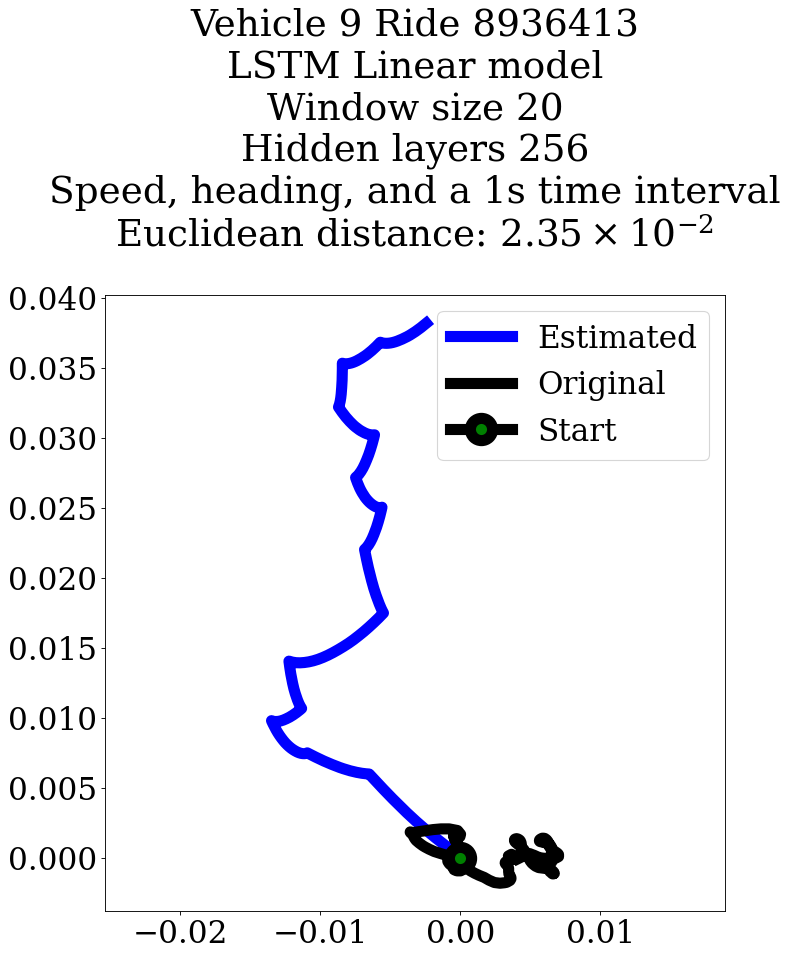 Vehicle 9 Ride 8936413
LSTM Linear model
Window size 20
Hidden layers 256
Speed, heading, and a 1s time interval
Euclidean distance: 2.35 × 10⁻²
0.040
0.035
0.030
0.025
0.020
0.015
0.010
0.005
0.000
Estimated
Original
Start
−0.02 −0.01 0.00 0.01